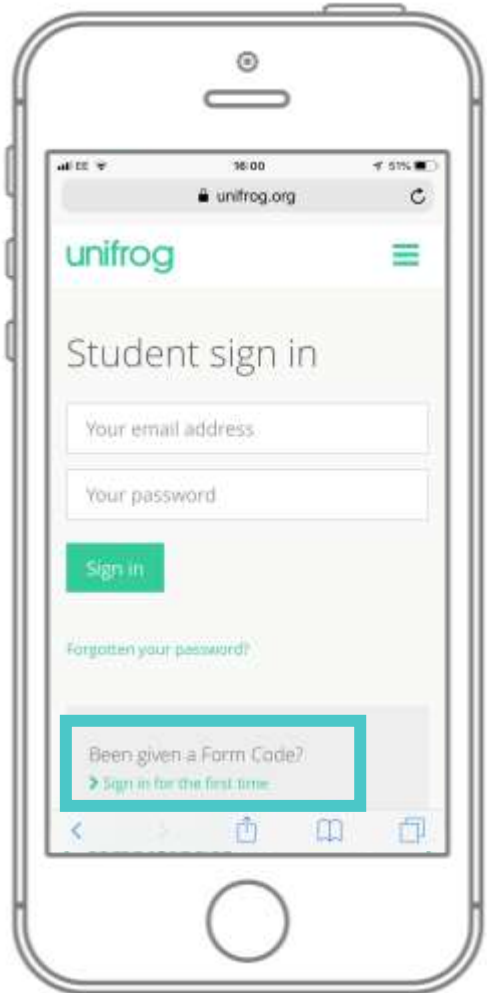 EE 16:00 51%
unifrog.org
unifrog
Student sign in
Your email address
Your password
Sign in
Forgotten your password?
Been given a Form Code?
Sign in for the first time